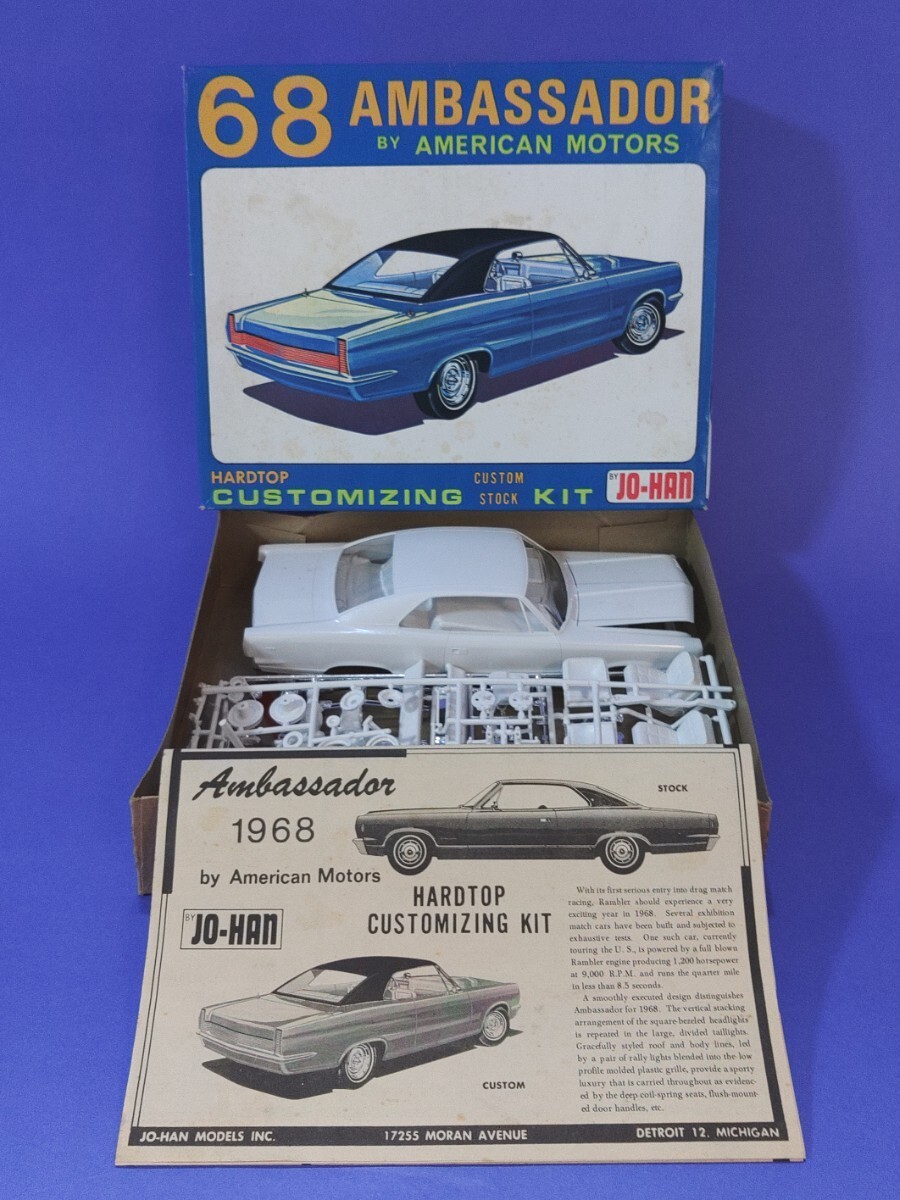 68 AMBASSADOR
BY AMERICAN MOTORS
HARDTOP
CUSTOMIZING CUSTOM STOCK KIT
BY JO-HAN
Ambassador
1968
by American Motors
STOCK
HARDTOP
CUSTOMIZING KIT
BY JO-HAN
CUSTOM
With its first serious entry into drag match
racing, Rambler should experience a very
exciting year in 1968. Several exhibition
match cars have been built and subjected to
exhaustive tests. One such car, currently
touring the U. S., is powered by a full blown
Rambler engine producing 1,200 horsepower
at 9,000 R.P.M. and runs the quarter mile
in less than 8.5 seconds.
A smoothly executed design distinguishes
Ambassador for 1968. The vertical stacking
arrangement of the square-bezeled headlights
is repeated in the large, divided taillights.
Gracefully styled roof and body lines, led
by a pair of rally lights blended into the low
profile molded plastic grille, provide a sporty
luxury that is carried throughout as evidenc-
ed by the deep coil-spring seats, flush-mount-
ed door handles, etc.
JO-HAN MODELS INC. 17255 MORAN AVENUE DETROIT 12. MICHIGAN